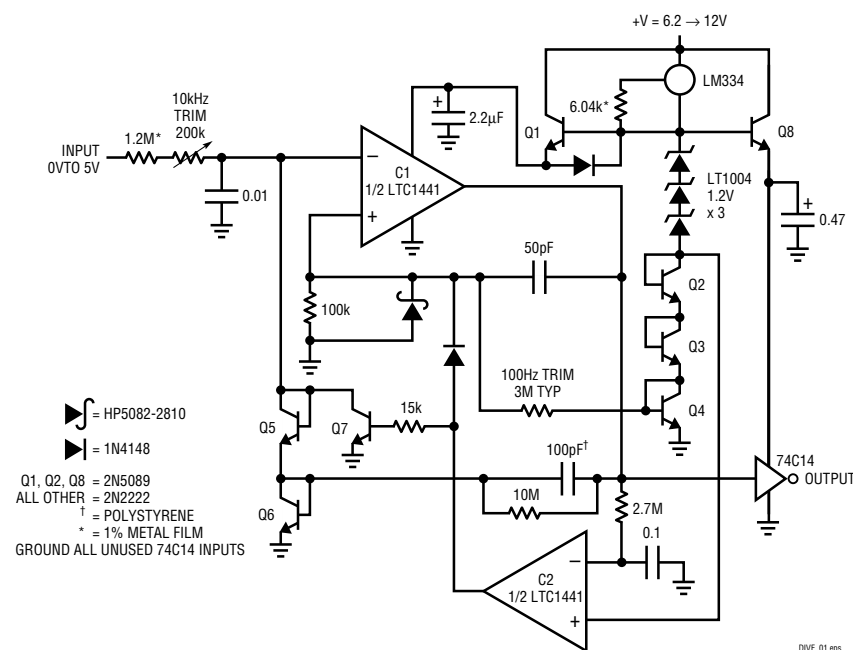 +V = 6.2 → 12V
LM334
6.04k*
Q1
Q8
10kHz
TRIM
200k
1.2M*
INPUT
0VTO 5V
0.01
+
2.2µF
−
C1
1/2 LTC1441
+
LT1004
1.2V
x 3
+
0.47
50pF
Q2
100k
Q3
100Hz TRIM
3M TYP
Q4
= HP5082-2810
= 1N4148
Q5
Q7
15k
100pF†
74C14
OUTPUT
10M
2.7M
Q6
0.1
Q1, Q2, Q8 = 2N5089
ALL OTHER = 2N2222
† = POLYSTYRENE
* = 1% METAL FILM
GROUND ALL UNUSED 74C14 INPUTS
−
C2
1/2 LTC1441
+
DIVF_01.eps